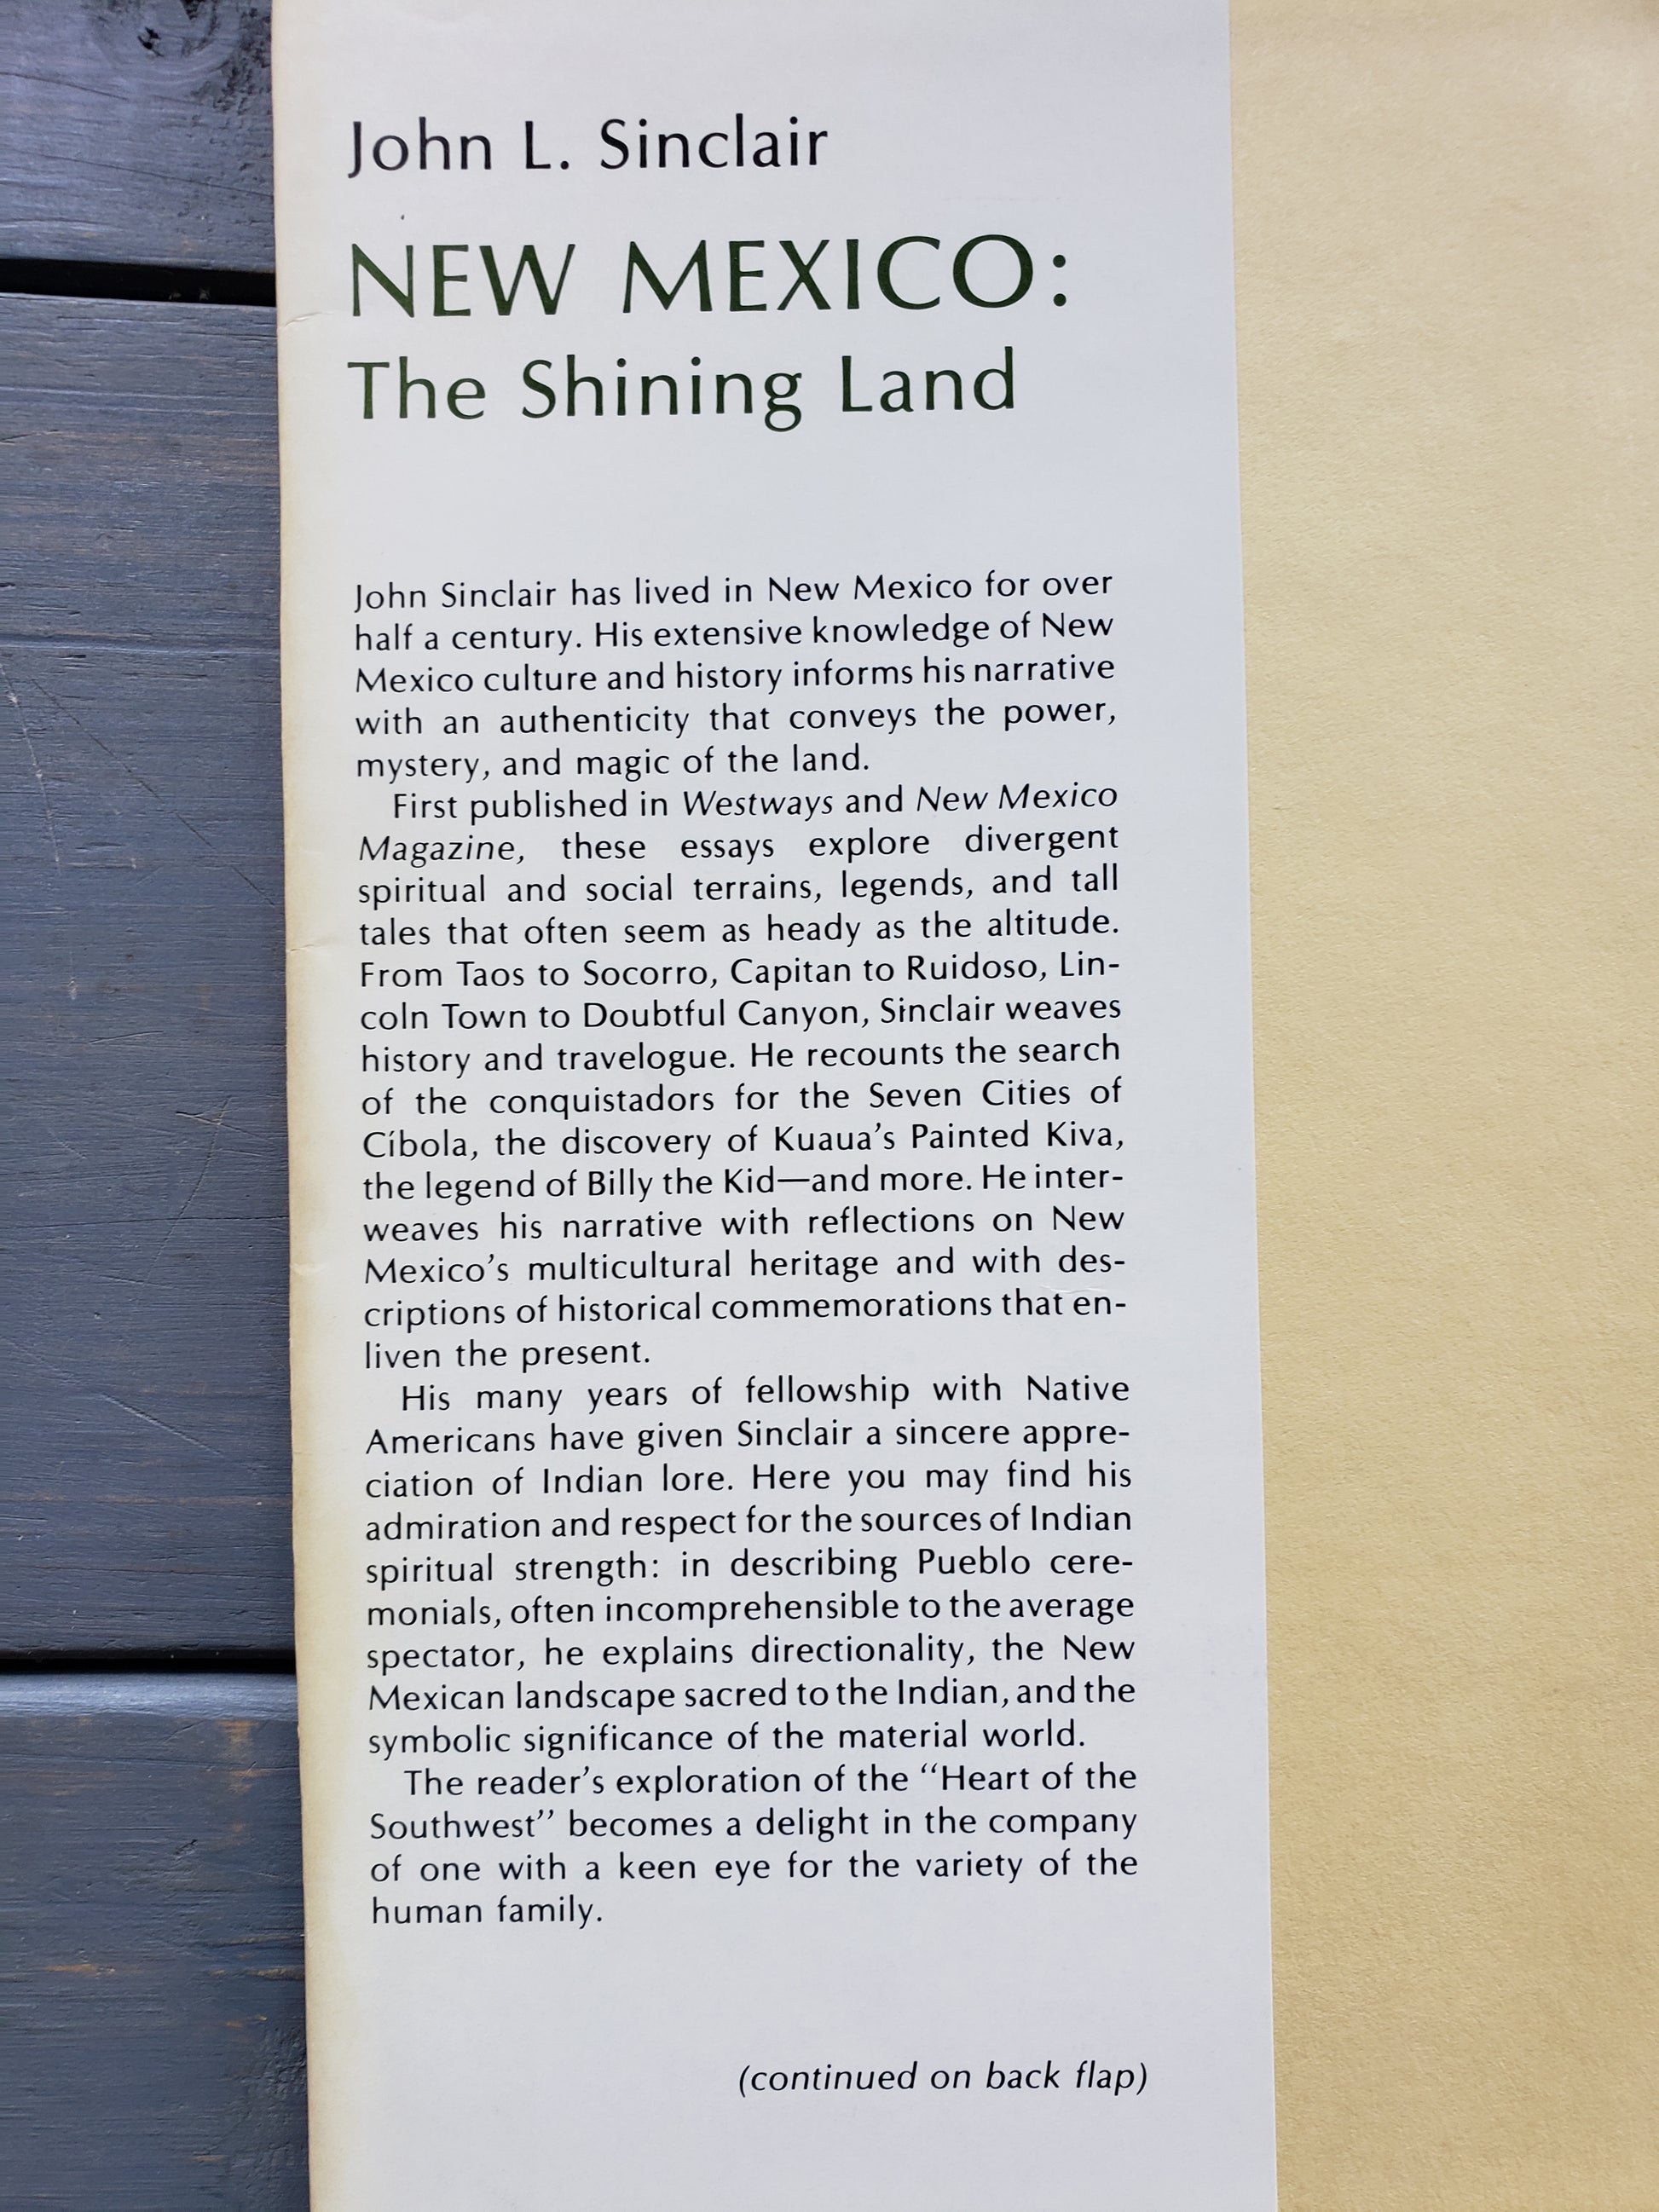 John L. Sinclair
NEW MEXICO:
The Shining Land
John Sinclair has lived in New Mexico for over
half a century. His extensive knowledge of New
Mexico culture and history informs his narrative
with an authenticity that conveys the power,
mystery, and magic of the land.
First published in Westways and New Mexico
Magazine, these essays explore divergent
spiritual and social terrains, legends, and tall
tales that often seem as heady as the altitude.
From Taos to Socorro, Capitan to Ruidoso, Lin-
coln Town to Doubtful Canyon, Sinclair weaves
history and travelogue. He recounts the search
of the conquistadors for the Seven Cities of
Cíbola, the discovery of Kuaua's Painted Kiva,
the legend of Billy the Kid—and more. He inter-
weaves his narrative with reflections on New
Mexico's multicultural heritage and with des-
criptions of historical commemorations that en-
liven the present.
His many years of fellowship with Native
Americans have given Sinclair a sincere appre-
ciation of Indian lore. Here you may find his
admiration and respect for the sources of Indian
spiritual strength: in describing Pueblo cere-
monials, often incomprehensible to the average
spectator, he explains directionality, the New
Mexican landscape sacred to the Indian, and the
symbolic significance of the material world.
The reader's exploration of the "Heart of the
Southwest" becomes a delight in the company
of one with a keen eye for the variety of the
human family.
(continued on back flap)